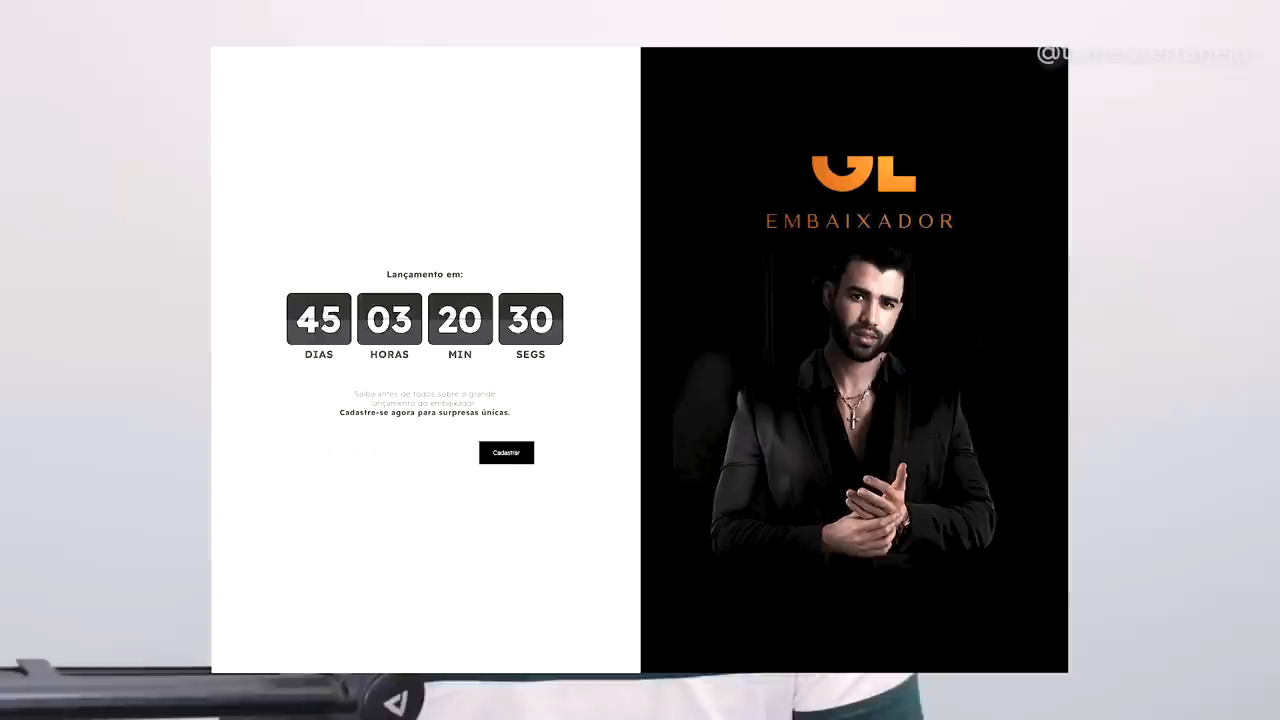 Lançamento em:
45 03 20 30
DIAS HORAS MIN SEGS
Saiba antes de todos sobre o grande
lançamento do embaixador
Cadastre-se agora para surpresas únicas.
Cadastrar
GL
EMBAIXADOR